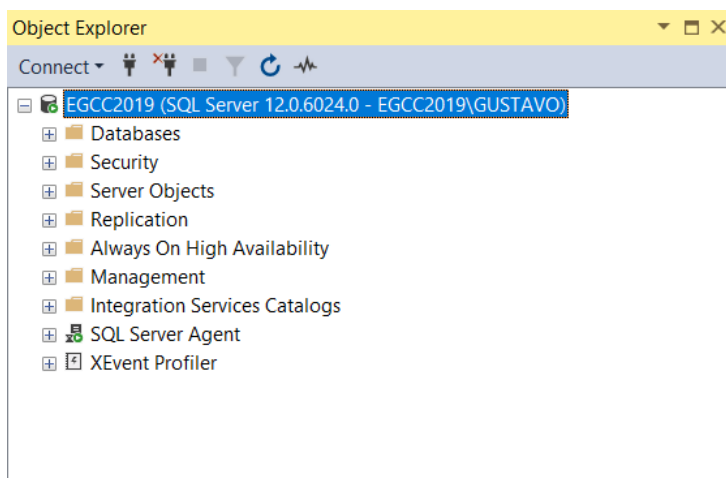 Object Explorer
Connect
EGCC2019 (SQL Server 12.0.6024.0 - EGCC2019\GUSTAVO)
Databases
Security
Server Objects
Replication
Always On High Availability
Management
Integration Services Catalogs
SQL Server Agent
XEvent Profiler